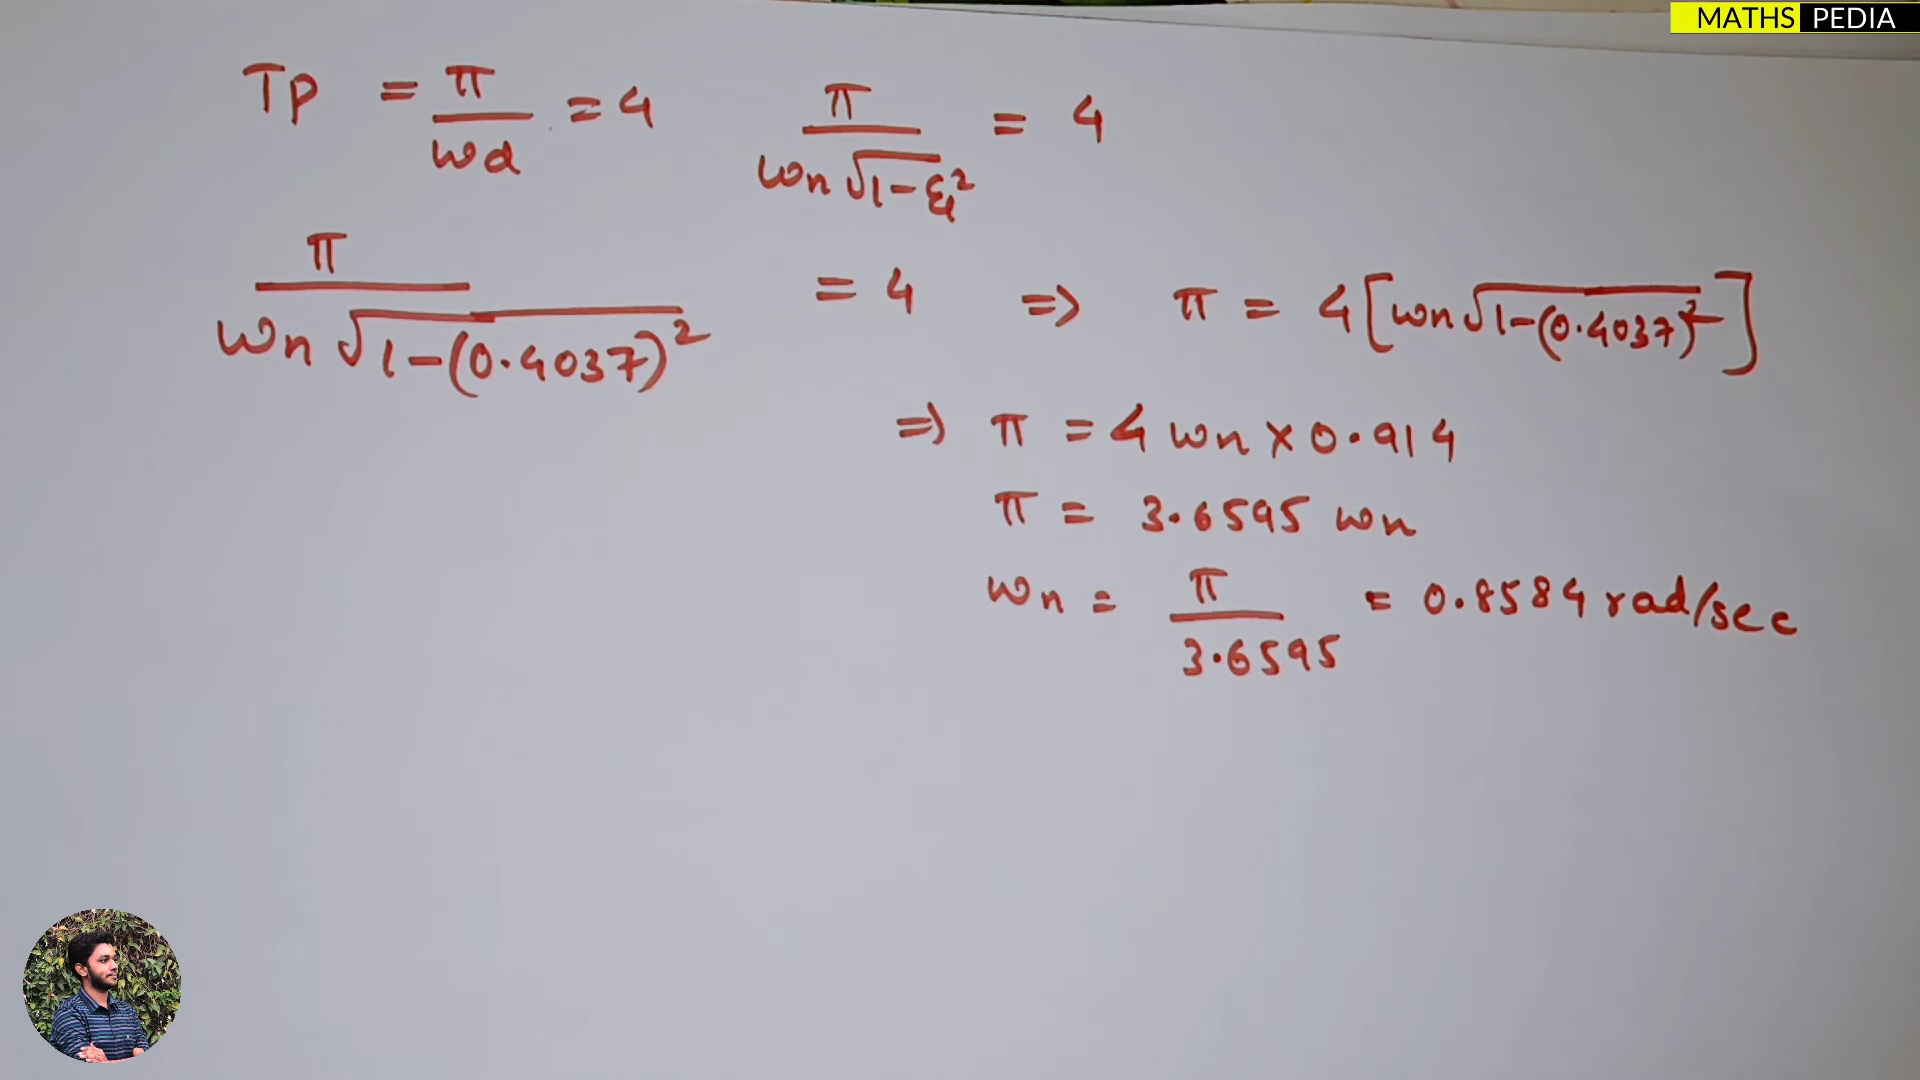 MATHS PEDIA
Tp = π/ωd = 4    π/(ωn√(1-ξ²)) = 4
π/(ωn√(1-(0.4037)²)) = 4 ⇒ π = 4[ωn√(1-(0.4037)²)]
⇒ π = 4 ωn × 0.914
π = 3.6595 ωn
ωn = π/3.6595 = 0.8584 rad/sec